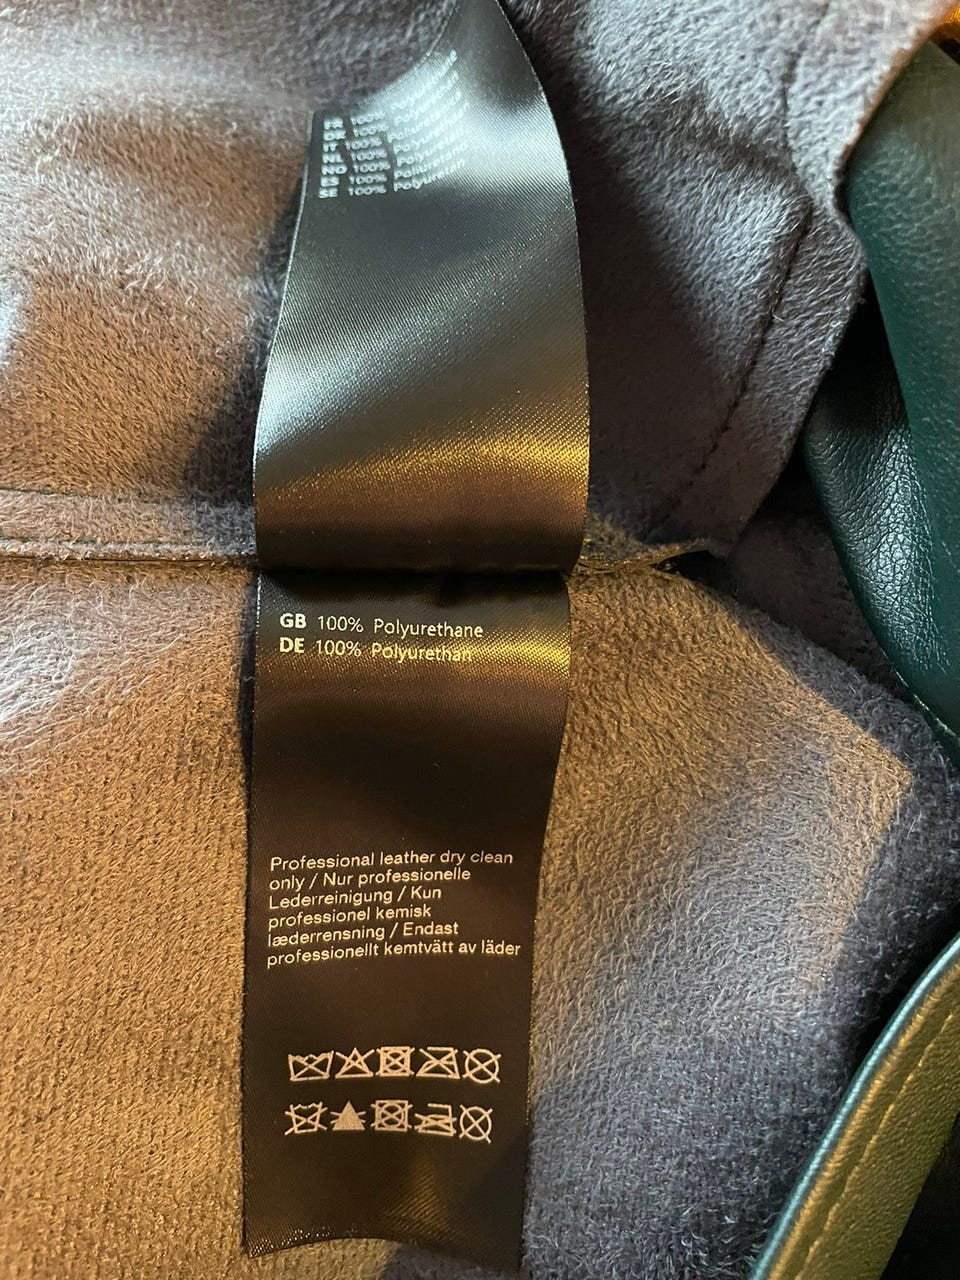 FR 100% Polyuréthane
DK 100% Polyurethan
IT 100%
NL 100%
NO 100% Polyuretan
ES 100% Poliuretano
SE 100% Polyuretan
GB 100% Polyurethane
DE 100% Polyurethan
Professional leather dry clean
only / Nur professionelle
Lederreinigung / Kun
professionel kemisk
læderrensning / Endast
professionellt kemtvätt av läder